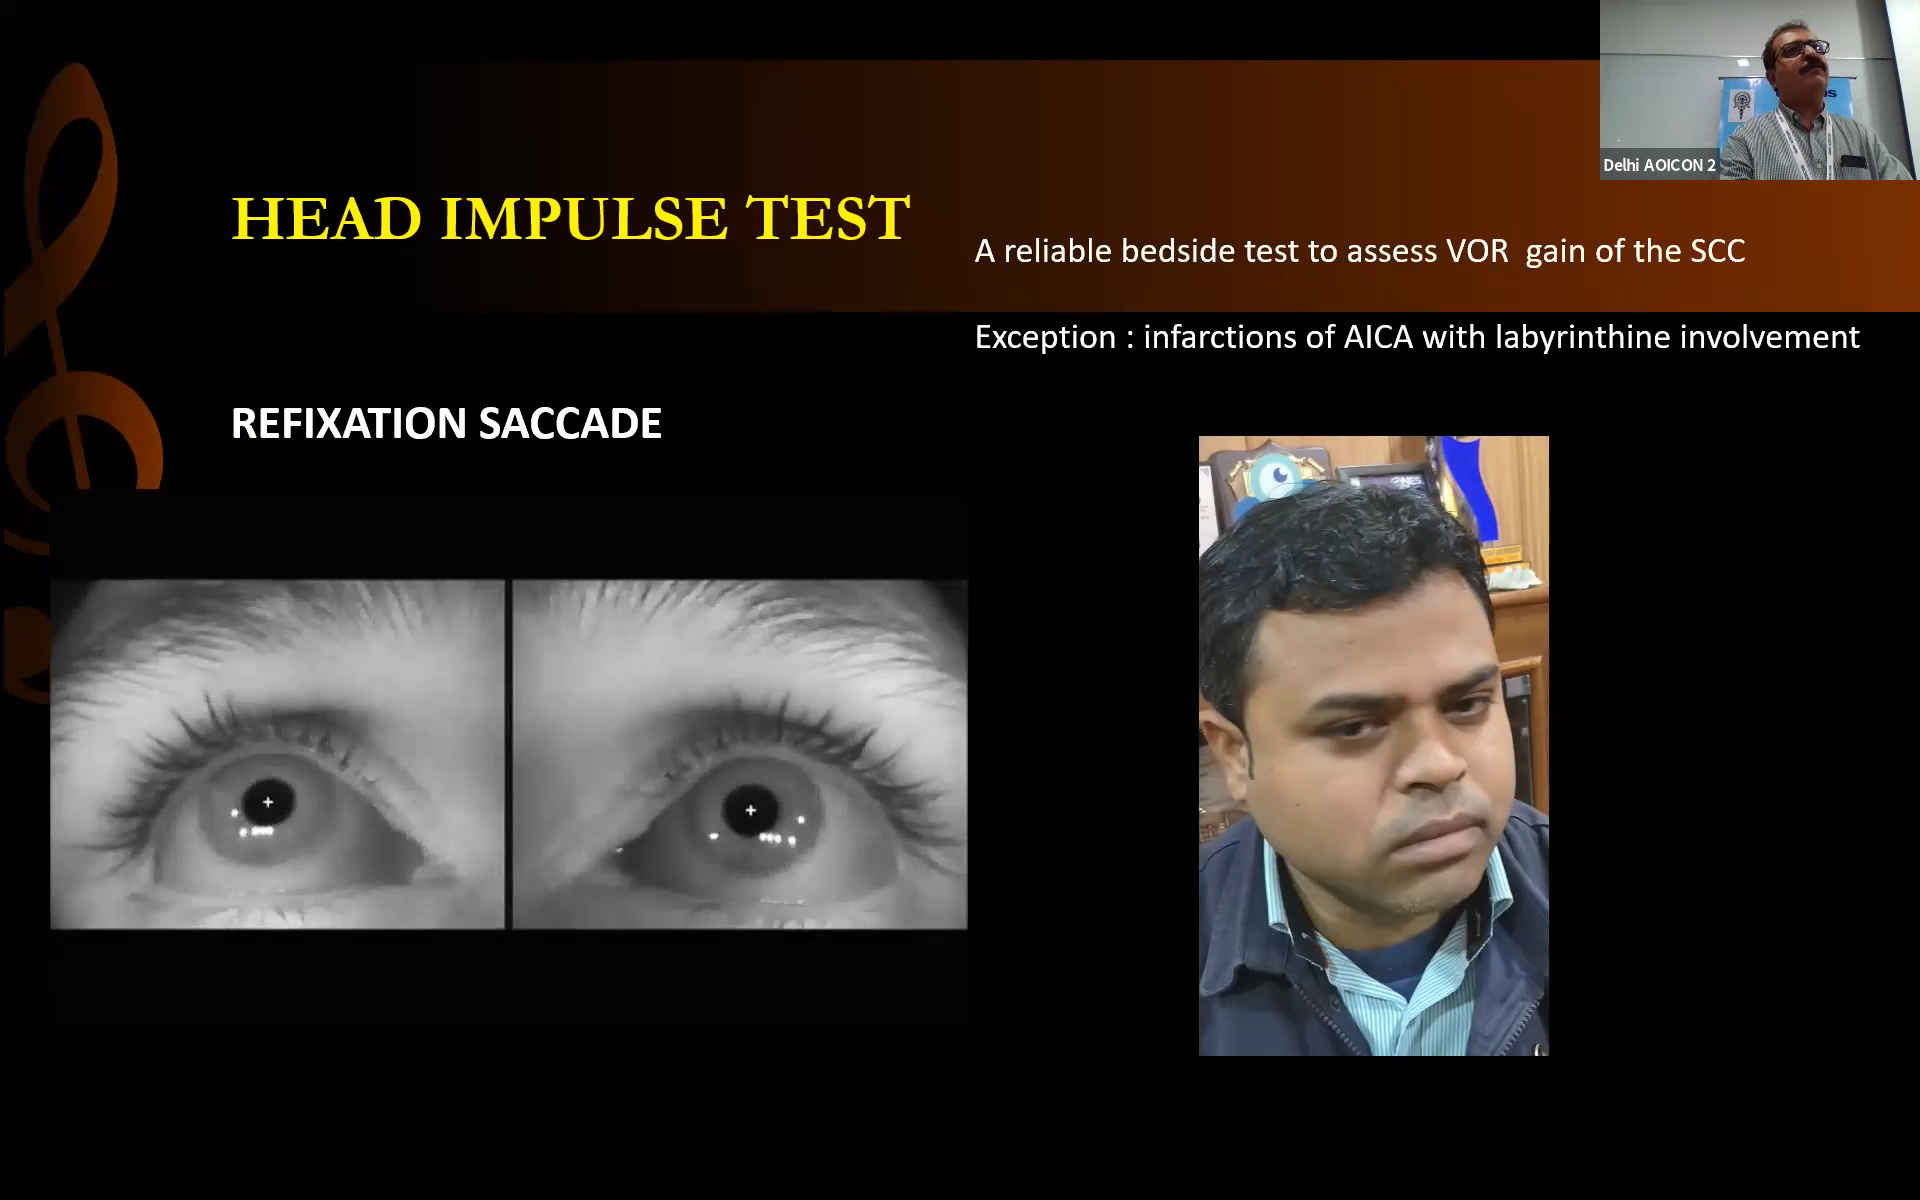 HEAD IMPULSE TEST
A reliable bedside test to assess VOR gain of the SCC
Exception : infarctions of AICA with labyrinthine involvement
REFIXATION SACCADE
Delhi AOICON 2